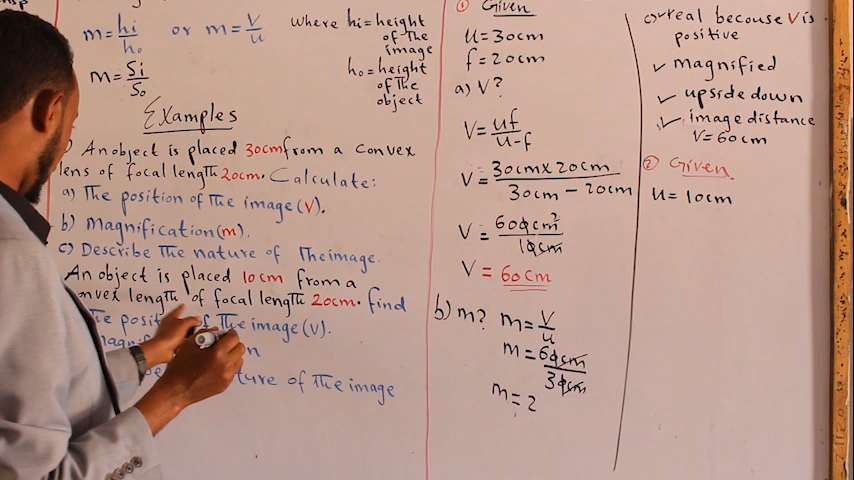 m=hi/ho or m=V/u where hi=height
of the
image
m=Si/So
ho=height
of the
object
Examples
) An object is placed 30cm from a convex
lens of focal length 20cm. Calculate:
a) The position of the image (V).
b) magnification(m).
c) Describe the nature of The image.
An object is placed 10cm from a
nvex length of focal length 20cm. find
The position of the image (V).
ture of The image
① Given
u=30cm
f=20cm
a) V?
V=uf/u-f
V=30cm x 20cm/30cm - 20cm
V=600cm²/10cm
V=60cm
b) m? m=V/u
m=60cm/30cm
m=2
c) real becouse V is
positive
✓ magnified
✓ upside down
✓ image distance
V=60cm
② Given
u=10cm